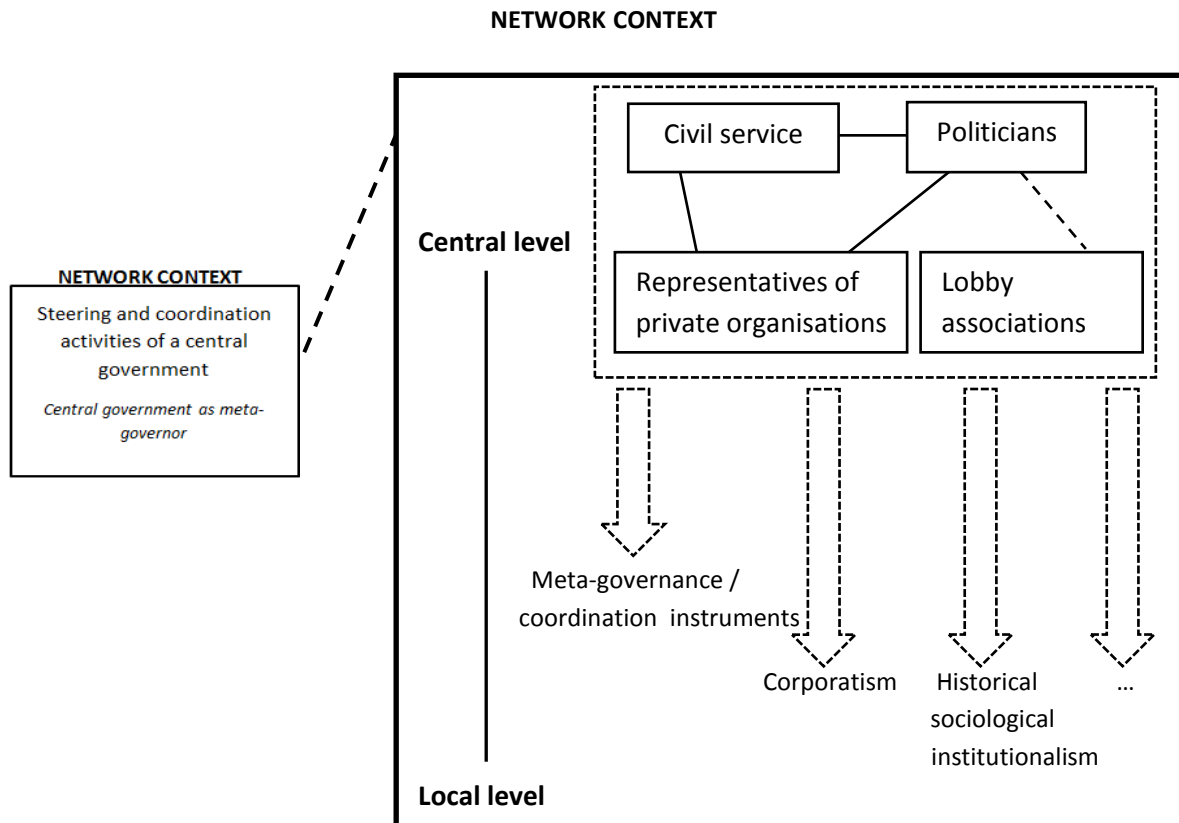 NETWORK CONTEXT
Civil service
Politicians
Central level
Representatives of
private organisations
Lobby
associations
NETWORK CONTEXT
Steering and coordination
activities of a central
government
Central government as meta-
governor
Meta-governance /
coordination instruments
Corporatism
Historical
sociological
institutionalism
...
Local level